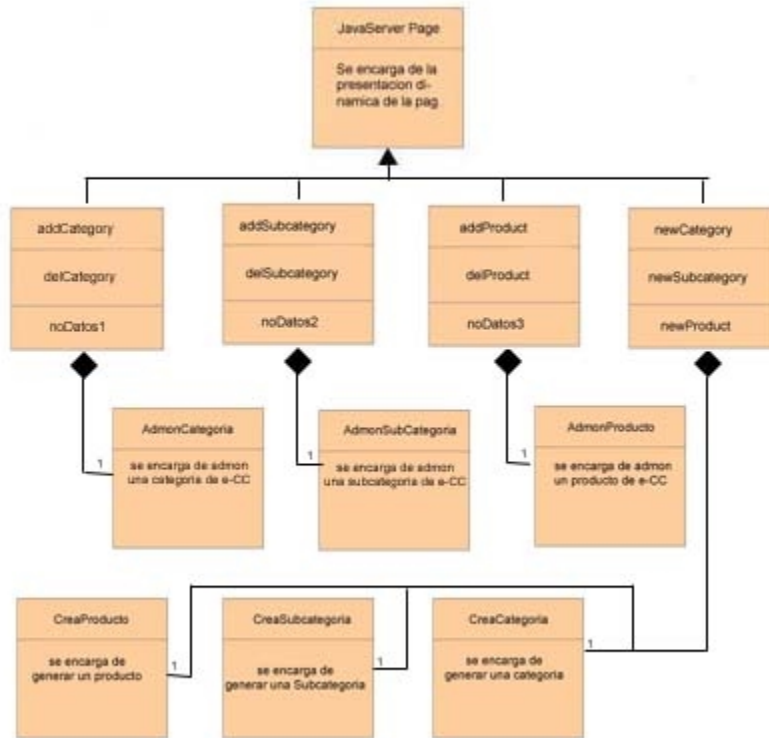 JavaServer Page
Se encarga de la
presentacion di-
namica de la pag
addCategory
delCategory
noDatos1
addSubcategory
delSubcategory
noDatos2
addProduct
delProduct
noDatos3
newCategory
newSubcategory
newProduct
AdmonCategoria
1
se encarga de admon
una categoria de e-CC
AdmonSubCategoria
1
se encarga de admon
una subcategoria de e-CC
AdmonProducto
1
se encarga de admon
un producto de e-CC
CreaProducto
se encarga de
generar un producto
1
CreaSubcategoria
se encarga de
generar una Subcategoria
1
CreaCategoria
se encarga de
generar una categoria
1